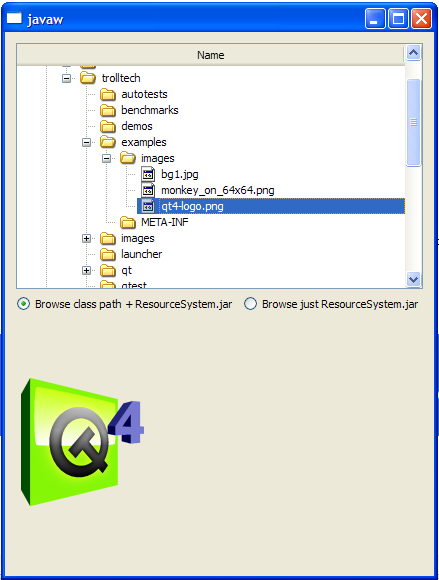 javaw
Name
trolltech
autotests
benchmarks
demos
examples
images
bg1.jpg
monkey_on_64x64.png
qt4-logo.png
META-INF
images
launcher
qt
qtest
Browse class path + ResourceSystem.jar
Browse just ResourceSystem.jar
4